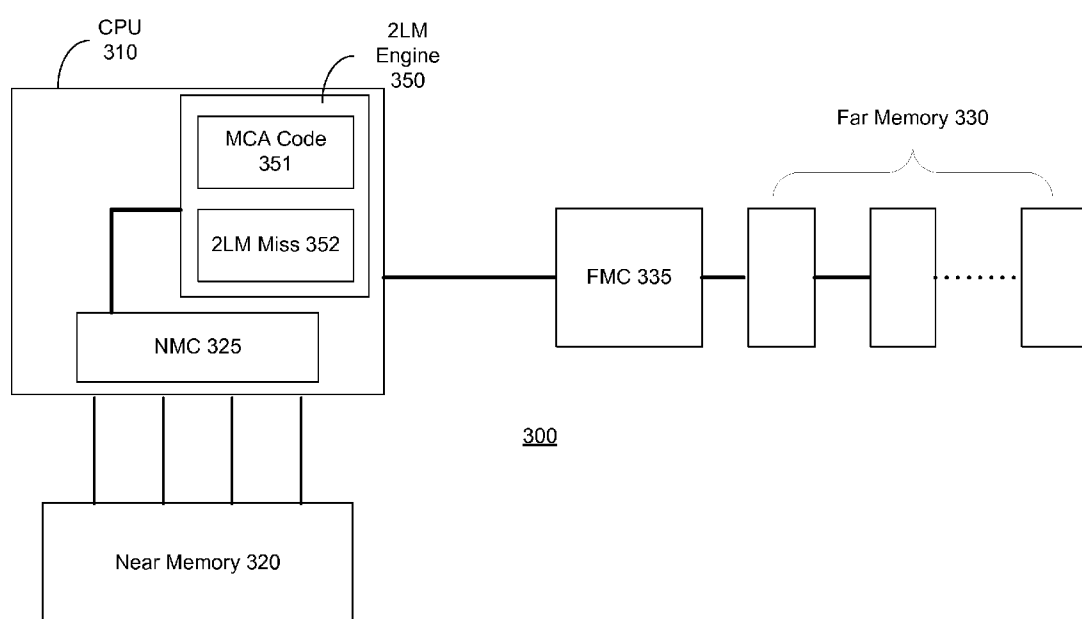 CPU
310
2LM
Engine
350
MCA Code
351
2LM Miss 352
NMC 325
Near Memory 320
FMC 335
Far Memory 330
300